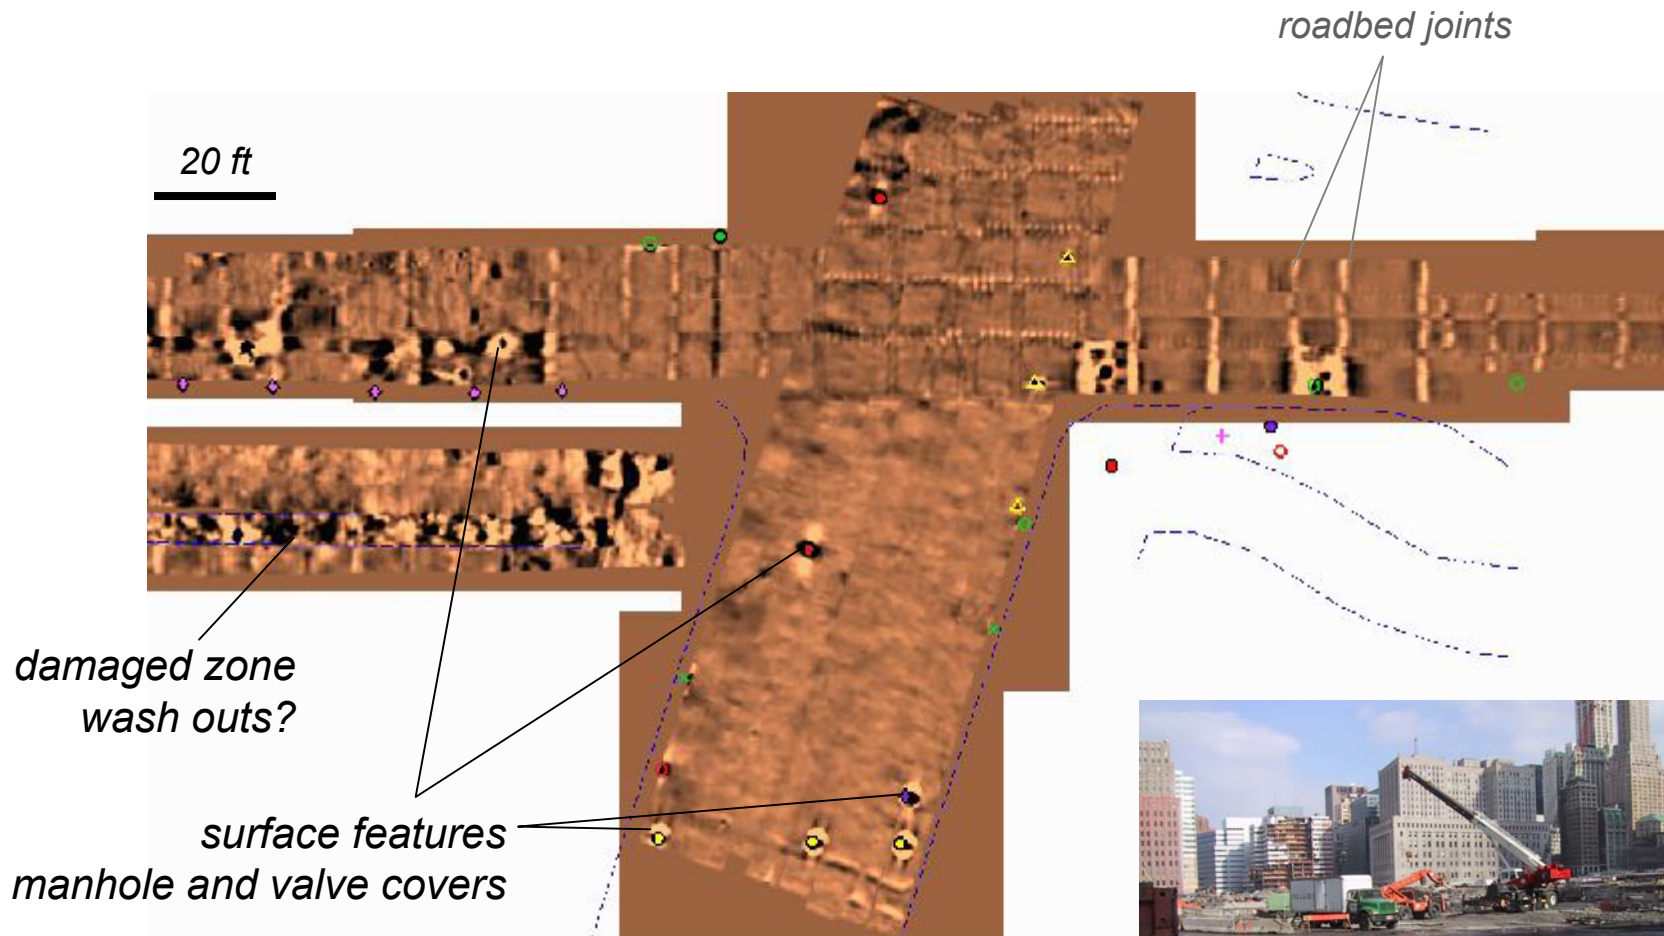 roadbed joints
20 ft
damaged zone
wash outs?
surface features
manhole and valve covers